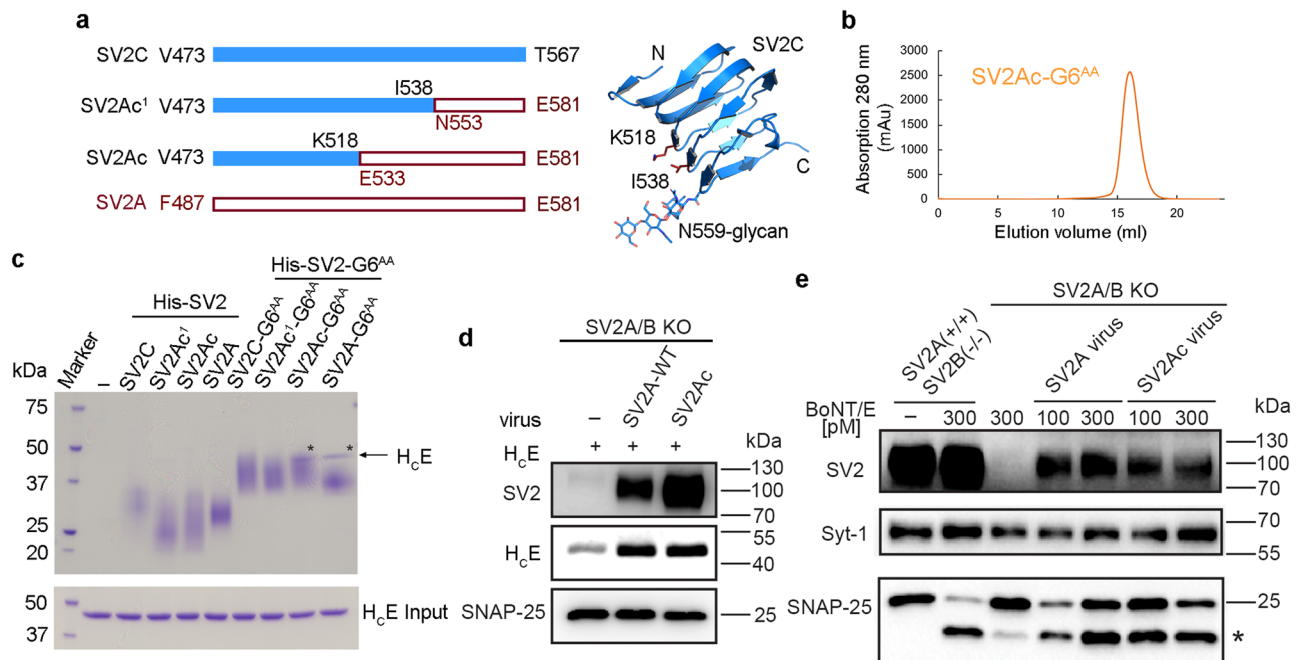 a
SV2C V473 T567
I538
SV2Ac¹ V473 E581
N553
K518
SV2Ac V473 E581
E533
SV2A F487 E581
N
SV2C
K518
C
I538
N559-glycan
b
SV2Ac-G6ᴬᴬ
Absorption 280 nm
(mAu)
3000
2500
2000
1500
1000
500
0
0 5 10 15 20
Elution volume (ml)
c
His-SV2-G6ᴬᴬ
His-SV2
kDa
Marker
–
SV2C
SV2Ac¹
SV2Ac
SV2A
SV2C-G6ᴬᴬ
SV2Ac¹-G6ᴬᴬ
SV2Ac-G6ᴬᴬ
SV2A-G6ᴬᴬ
75
50 * * HcE
37
25
20
50
HcE Input
37
d
SV2A/B KO
virus – SV2A-WT SV2Ac
HcE + + + kDa
SV2 130
100
70
HcE 55
40
SNAP-25 25
e
SV2A/B KO
SV2A(+/+)
SV2B(-/-)
SV2A virus
SV2Ac virus
BoNT/E – 300 300 100 300 100 300 kDa
[pM]
SV2 130
100
70
Syt-1 70
55
SNAP-25 25
*